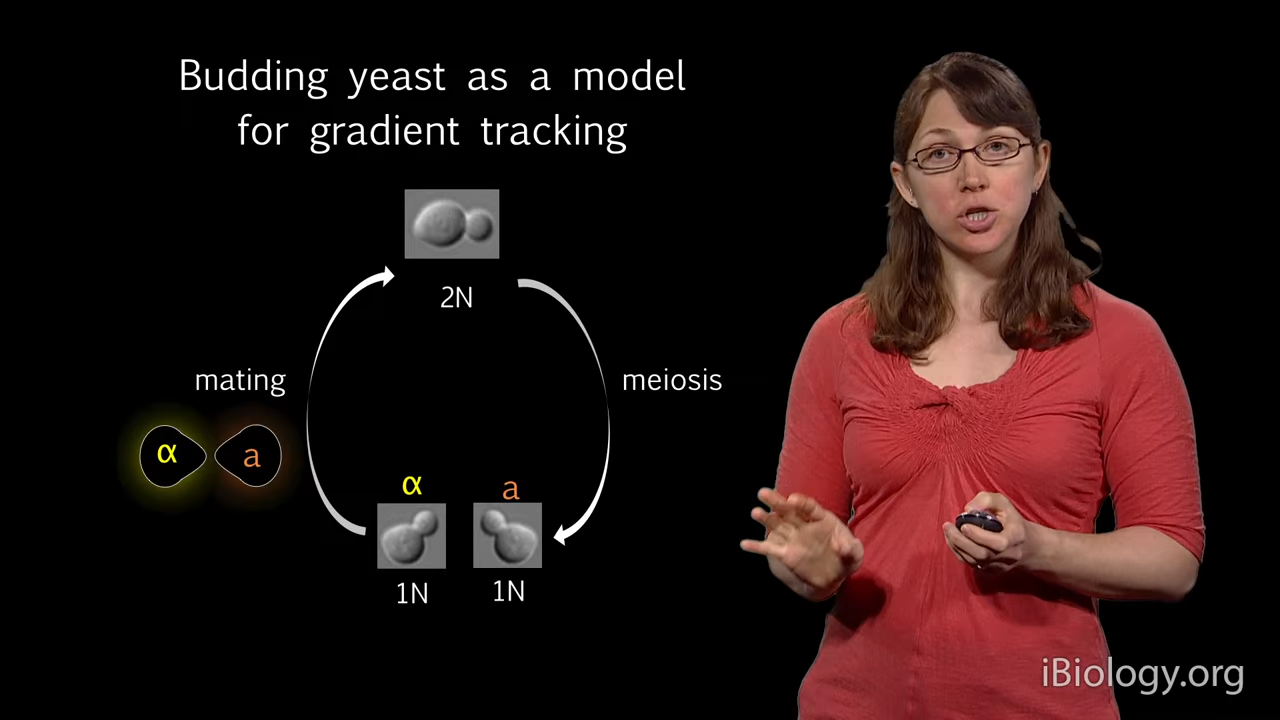 Budding yeast as a model
for gradient tracking
2N
mating
meiosis
α a
α a
1N 1N
iBiology.org